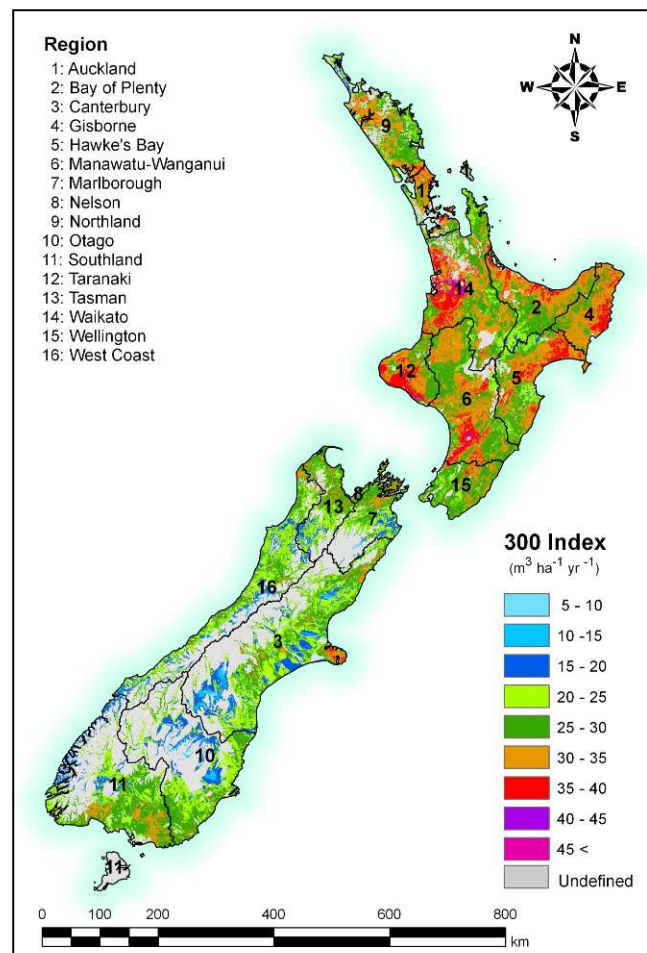 Region
1: Auckland
2: Bay of Plenty
3: Canterbury
4: Gisborne
5: Hawke's Bay
6: Manawatu-Wanganui
7: Marlborough
8: Nelson
9: Northland
10: Otago
11: Southland
12: Taranaki
13: Tasman
14: Waikato
15: Wellington
16: West Coast
N
W E
S
9
1
14
2
4
12
5
6
15
8
13
7
16
3
10
11
11
300 Index
(m³ ha⁻¹ yr⁻¹)
5 - 10
10 -15
15 - 20
20 - 25
25 - 30
30 - 35
35 - 40
40 - 45
45 <
Undefined
0 100 200 400 600 800
km